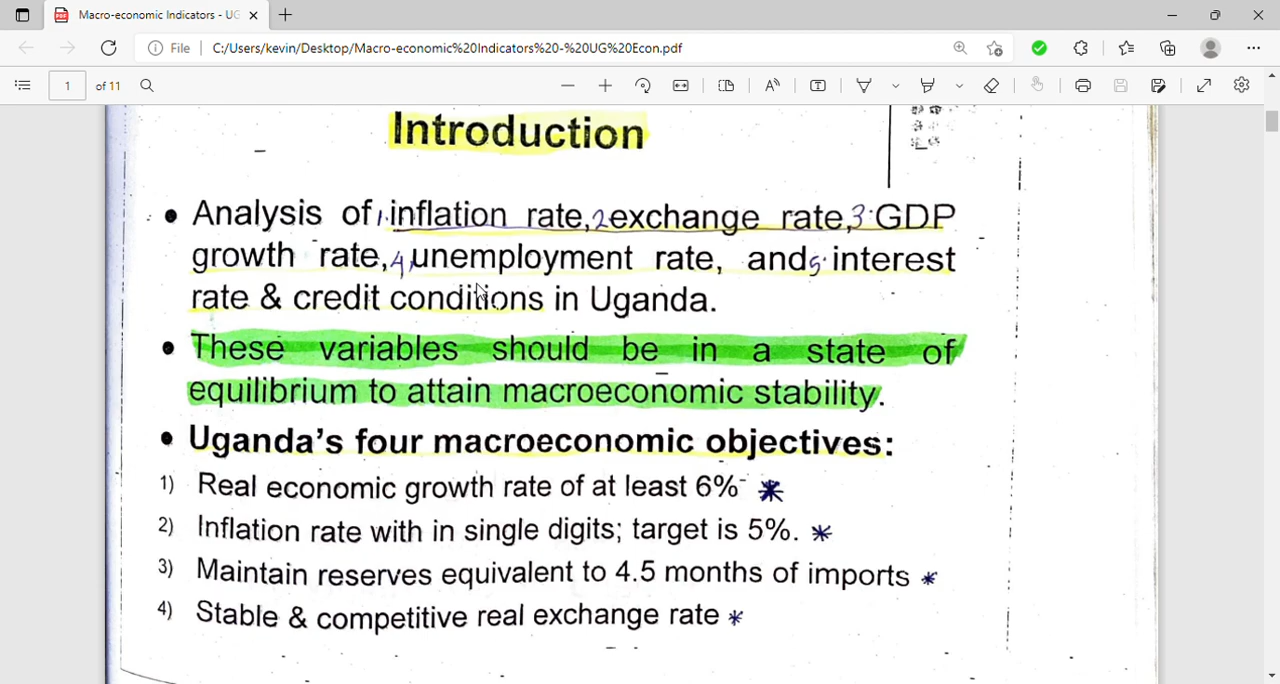 Macro-economic Indicators - UG
File
C:/Users/kevin/Desktop/Macro-economic%20Indicators%20-%20UG%20Econ.pdf
1 of 11
Introduction
• Analysis of 1. inflation rate, 2 exchange rate, 3. GDP
growth rate, 4, unemployment rate, and 5. interest
rate & credit conditions in Uganda.
• These variables should be in a state of
equilibrium to attain macroeconomic stability.
• Uganda's four macroeconomic objectives:
1) Real economic growth rate of at least 6% *
2) Inflation rate with in single digits; target is 5%. *
3) Maintain reserves equivalent to 4.5 months of imports *
4) Stable & competitive real exchange rate *